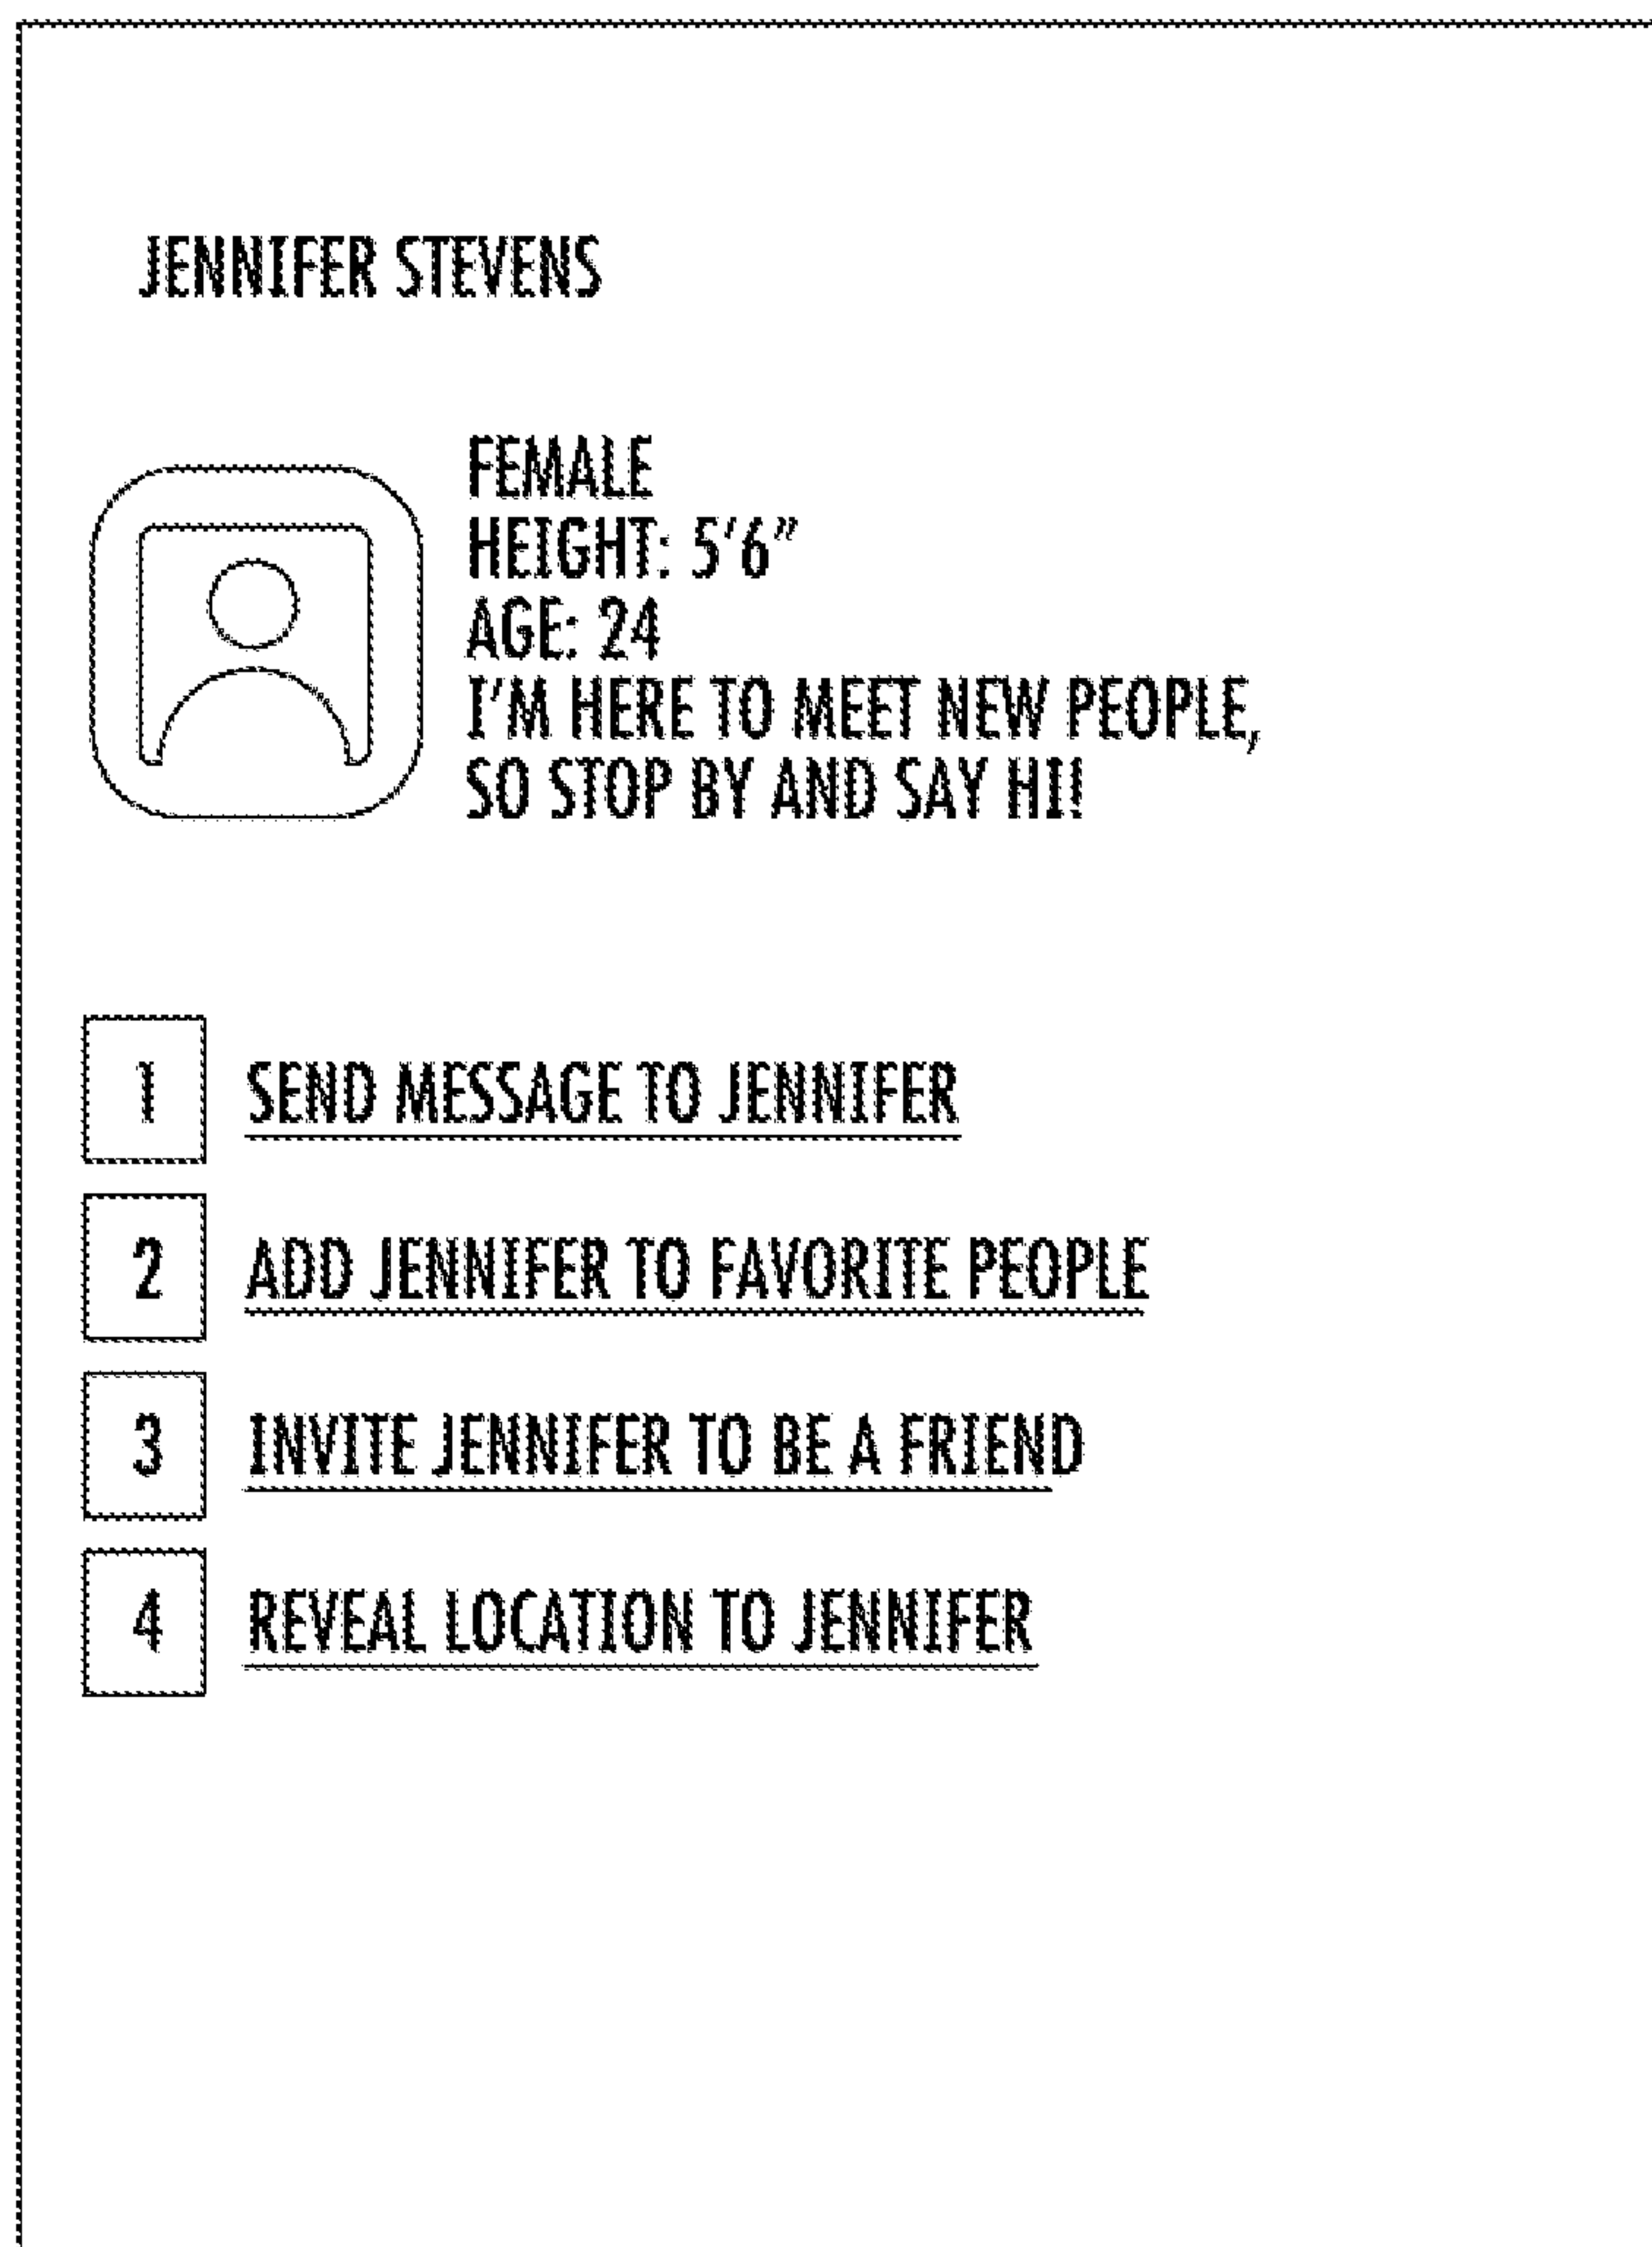 JENNIFER STEVENS
FEMALE
HEIGHT: 5'6"
AGE: 24
I'M HERE TO MEET NEW PEOPLE,
SO STOP BY AND SAY HI!
1 SEND MESSAGE TO JENNIFER
2 ADD JENNIFER TO FAVORITE PEOPLE
3 INVITE JENNIFER TO BE A FRIEND
4 REVEAL LOCATION TO JENNIFER